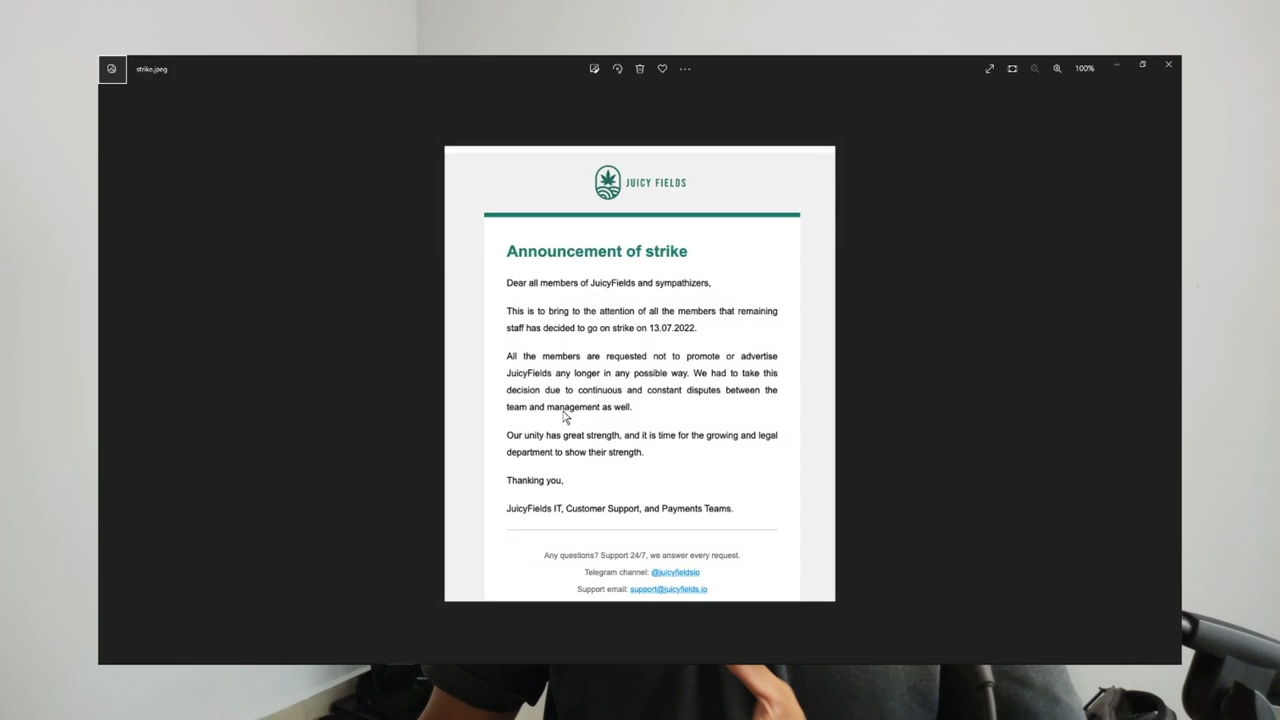 strike.jpeg
100%
JUICY FIELDS
Announcement of strike
Dear all members of JuicyFields and sympathizers,
This is to bring to the attention of all the members that remaining
staff has decided to go on strike on 13.07.2022.
All the members are requested not to promote or advertise
JuicyFields any longer in any possible way. We had to take this
decision due to continuous and constant disputes between the
team and management as well.
Our unity has great strength, and it is time for the growing and legal
department to show their strength.
Thanking you,
JuicyFields IT, Customer Support, and Payments Teams.
Any questions? Support 24/7, we answer every request.
Telegram channel: @juicyfieldsio
Support email: support@juicyfields.io